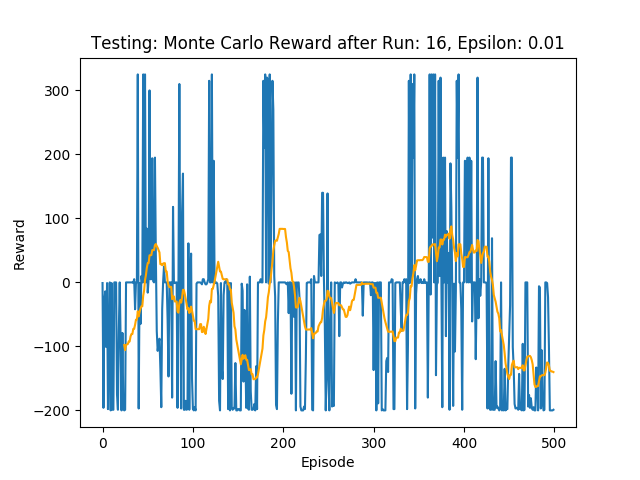 Testing: Monte Carlo Reward after Run: 16, Epsilon: 0.01
300
200
100
0
−100
−200
Reward
0 100 200 300 400 500
Episode